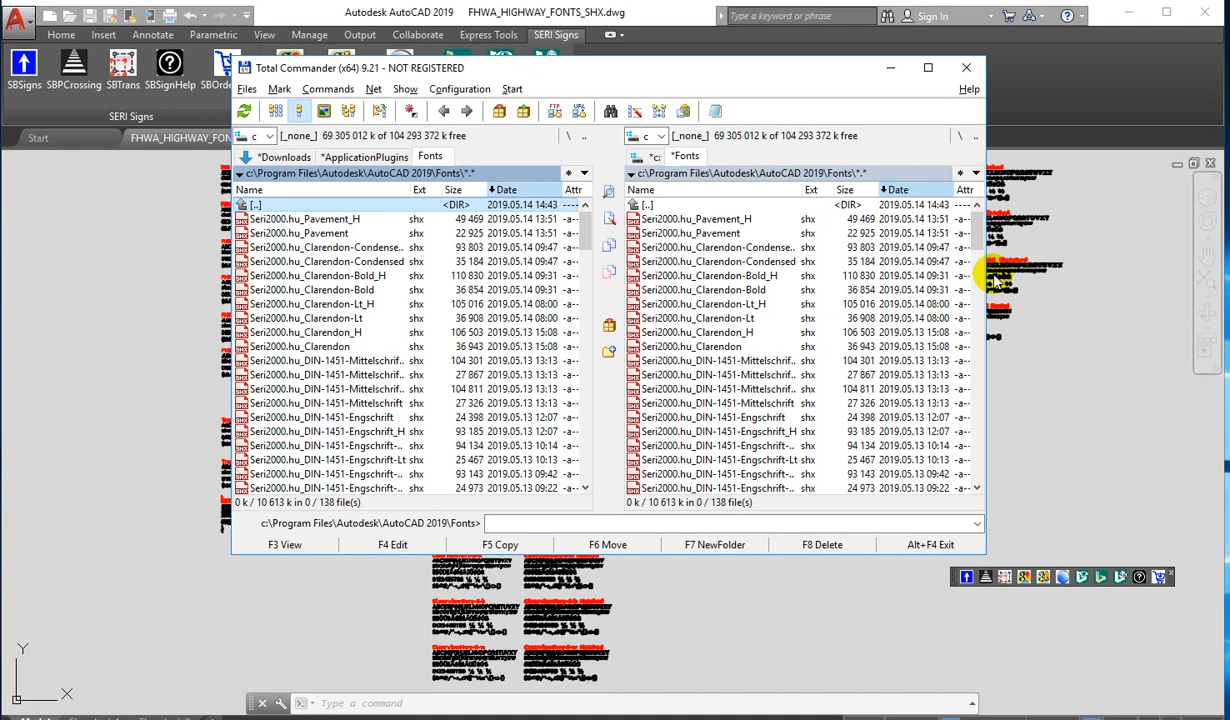 Autodesk AutoCAD 2019 FHWA_HIGHWAY_FONTS_SHX.dwg Type a keyword or phrase Sign In
Home Insert Annotate Parametric View Manage Output Collaborate Express Tools SERI Signs
SBSigns SBPCrossing SBTrans SBSignHelp
SERI Signs
Start
Total Commander (x64) 9.21 - NOT REGISTERED
Files Mark Commands Net Show Configuration Start Help
c [_none_] 69 305 012 k of 104 293 372 k free \ ..
c [_none_] 69 305 012 k of 104 293 372 k free \ ..
*Downloads *ApplicationPlugins Fonts
*c: *Fonts
c:\Program Files\Autodesk\AutoCAD 2019\Fonts\*.*
c:\Program Files\Autodesk\AutoCAD 2019\Fonts\*.*
Name Ext Size Date Attr
[..] <DIR> 2019.05.14 14:43 ----
Seri2000.hu_Pavement_H shx 49 469 2019.05.14 13:51 -a--
Seri2000.hu_Pavement shx 22 925 2019.05.14 13:51 -a--
Seri2000.hu_Clarendon-Condense.. shx 93 803 2019.05.14 09:47 -a--
Seri2000.hu_Clarendon-Condensed shx 35 184 2019.05.14 09:47 -a--
Seri2000.hu_Clarendon-Bold_H shx 110 830 2019.05.14 09:31 -a--
Seri2000.hu_Clarendon-Bold shx 36 854 2019.05.14 09:31 -a--
Seri2000.hu_Clarendon-Lt_H shx 105 016 2019.05.14 08:00 -a--
Seri2000.hu_Clarendon-Lt shx 36 908 2019.05.14 08:00 -a--
Seri2000.hu_Clarendon_H shx 106 503 2019.05.13 15:08 -a--
Seri2000.hu_Clarendon shx 36 943 2019.05.13 15:08 -a--
Seri2000.hu_DIN-1451-Mittelschrif.. shx 104 301 2019.05.13 13:13 -a--
Seri2000.hu_DIN-1451-Mittelschrif.. shx 27 867 2019.05.13 13:13 -a--
Seri2000.hu_DIN-1451-Mittelschrif.. shx 104 811 2019.05.13 13:13 -a--
Seri2000.hu_DIN-1451-Mittelschrift shx 27 326 2019.05.13 13:13 -a--
Seri2000.hu_DIN-1451-Engschrift shx 24 398 2019.05.13 12:07 -a--
Seri2000.hu_DIN-1451-Engschrift_H shx 93 185 2019.05.13 12:07 -a--
Seri2000.hu_DIN-1451-Engschrift-.. shx 94 134 2019.05.13 10:14 -a--
Seri2000.hu_DIN-1451-Engschrift-Lt shx 25 467 2019.05.13 10:14 -a--
Seri2000.hu_DIN-1451-Engschrift-.. shx 93 143 2019.05.13 09:42 -a--
Seri2000.hu_DIN-1451-Engschrift-.. shx 24 973 2019.05.13 09:22 -a--
0 k / 10 613 k in 0 / 138 file(s)
Name Ext Size Date Attr
[..] <DIR> 2019.05.14 14:43 ----
Seri2000.hu_Pavement_H shx 49 469 2019.05.14 13:51 -a--
Seri2000.hu_Pavement shx 22 925 2019.05.14 13:51 -a--
Seri2000.hu_Clarendon-Condense.. shx 93 803 2019.05.14 09:47 -a--
Seri2000.hu_Clarendon-Condensed shx 35 184 2019.05.14 09:47 -a--
Seri2000.hu_Clarendon-Bold_H shx 110 830 2019.05.14 09:31 -a--
Seri2000.hu_Clarendon-Bold shx 36 854 2019.05.14 09:31 -a--
Seri2000.hu_Clarendon-Lt_H shx 105 016 2019.05.14 08:00 -a--
Seri2000.hu_Clarendon-Lt shx 36 908 2019.05.14 08:00 -a--
Seri2000.hu_Clarendon_H shx 106 503 2019.05.13 15:08 -a--
Seri2000.hu_Clarendon shx 36 943 2019.05.13 15:08 -a--
Seri2000.hu_DIN-1451-Mittelschrif.. shx 104 301 2019.05.13 13:13 -a--
Seri2000.hu_DIN-1451-Mittelschrif.. shx 27 867 2019.05.13 13:13 -a--
Seri2000.hu_DIN-1451-Mittelschrif.. shx 104 811 2019.05.13 13:13 -a--
Seri2000.hu_DIN-1451-Mittelschrift shx 27 326 2019.05.13 13:13 -a--
Seri2000.hu_DIN-1451-Engschrift shx 24 398 2019.05.13 12:07 -a--
Seri2000.hu_DIN-1451-Engschrift_H shx 93 185 2019.05.13 12:07 -a--
Seri2000.hu_DIN-1451-Engschrift-.. shx 94 134 2019.05.13 10:14 -a--
Seri2000.hu_DIN-1451-Engschrift-Lt shx 25 467 2019.05.13 10:14 -a--
Seri2000.hu_DIN-1451-Engschrift-.. shx 93 143 2019.05.13 09:42 -a--
Seri2000.hu_DIN-1451-Engschrift-.. shx 24 973 2019.05.13 09:22 -a--
0 k / 10 613 k in 0 / 138 file(s)
c:\Program Files\Autodesk\AutoCAD 2019\Fonts>
F3 View F4 Edit F5 Copy F6 Move F7 NewFolder F8 Delete Alt+F4 Exit
Y
X
Type a command